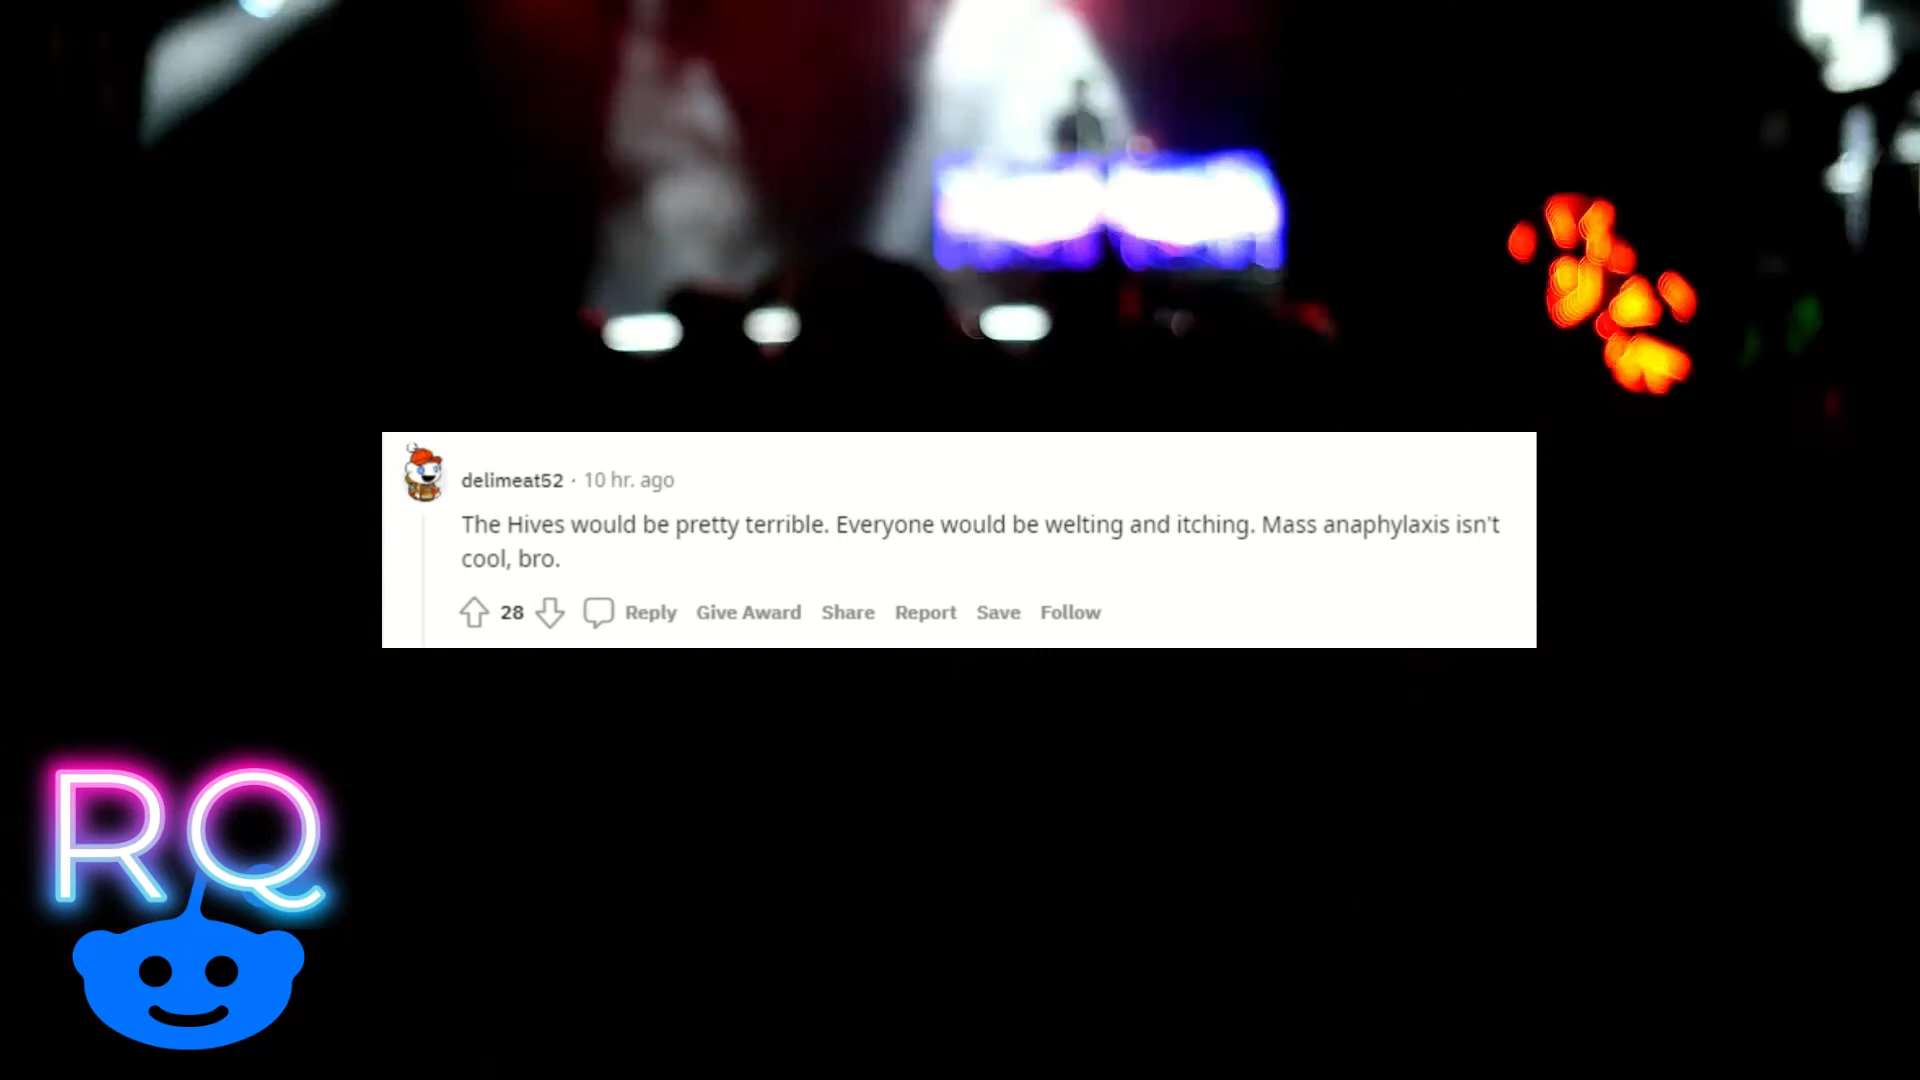 delimeat52 · 10 hr. ago
The Hives would be pretty terrible. Everyone would be welting and itching. Mass anaphylaxis isn't
cool, bro.
28 Reply Give Award Share Report Save Follow
RQ